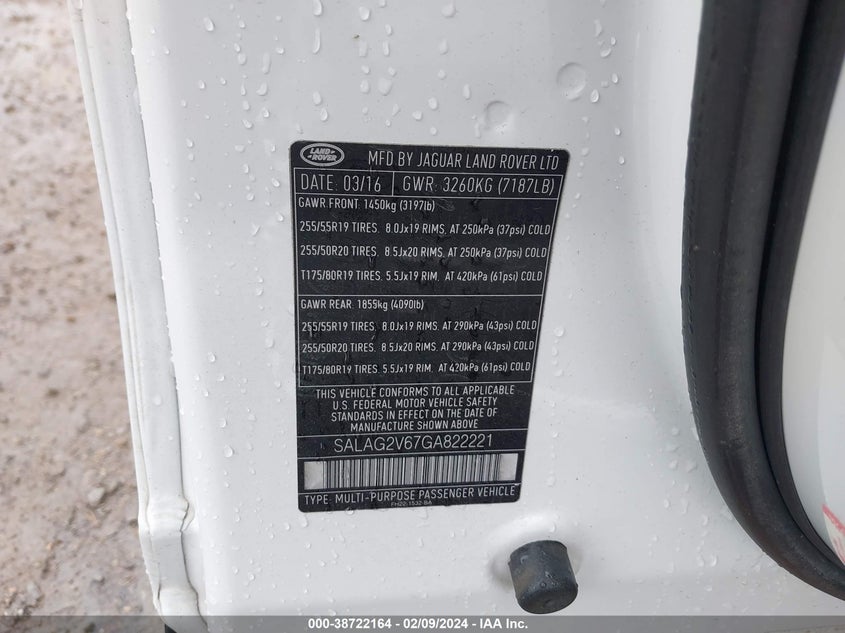 LAND ROVER
MFD BY JAGUAR LAND ROVER LTD
DATE: 03/16 GWR: 3260KG (7187LB)
GAWR.FRONT. 1450kg (3197lb)
255/55R19 TIRES. 8.0Jx19 RIMS, AT 250kPa (37psi) COLD
255/50R20 TIRES. 8.5Jx20 RIMS, AT 250kPa (37psi) COLD
T175/80R19 TIRES. 5.5Jx19 RIM, AT 420kPa (61psi) COLD
GAWR REAR. 1855kg (4090lb)
255/55R19 TIRES. 8.0Jx19 RIMS, AT 290kPa (43psi) COLD
255/50R20 TIRES. 8.5Jx20 RIMS, AT 290kPa (43psi) COLD
T175/80R19 TIRES. 5.5Jx19 RIM, AT 420kPa (61psi) COLD
THIS VEHICLE CONFORMS TO ALL APPLICABLE
U.S. FEDERAL MOTOR VEHICLE SAFETY
STANDARDS IN EFFECT ON THE DATE OF
MANUFACTURE SHOWN ABOVE
SALAG2V67GA822221
TYPE: MULTI-PURPOSE PASSENGER VEHICLE
FH22-1532-BA
000-38722164 - 02/09/2024 - IAA Inc.